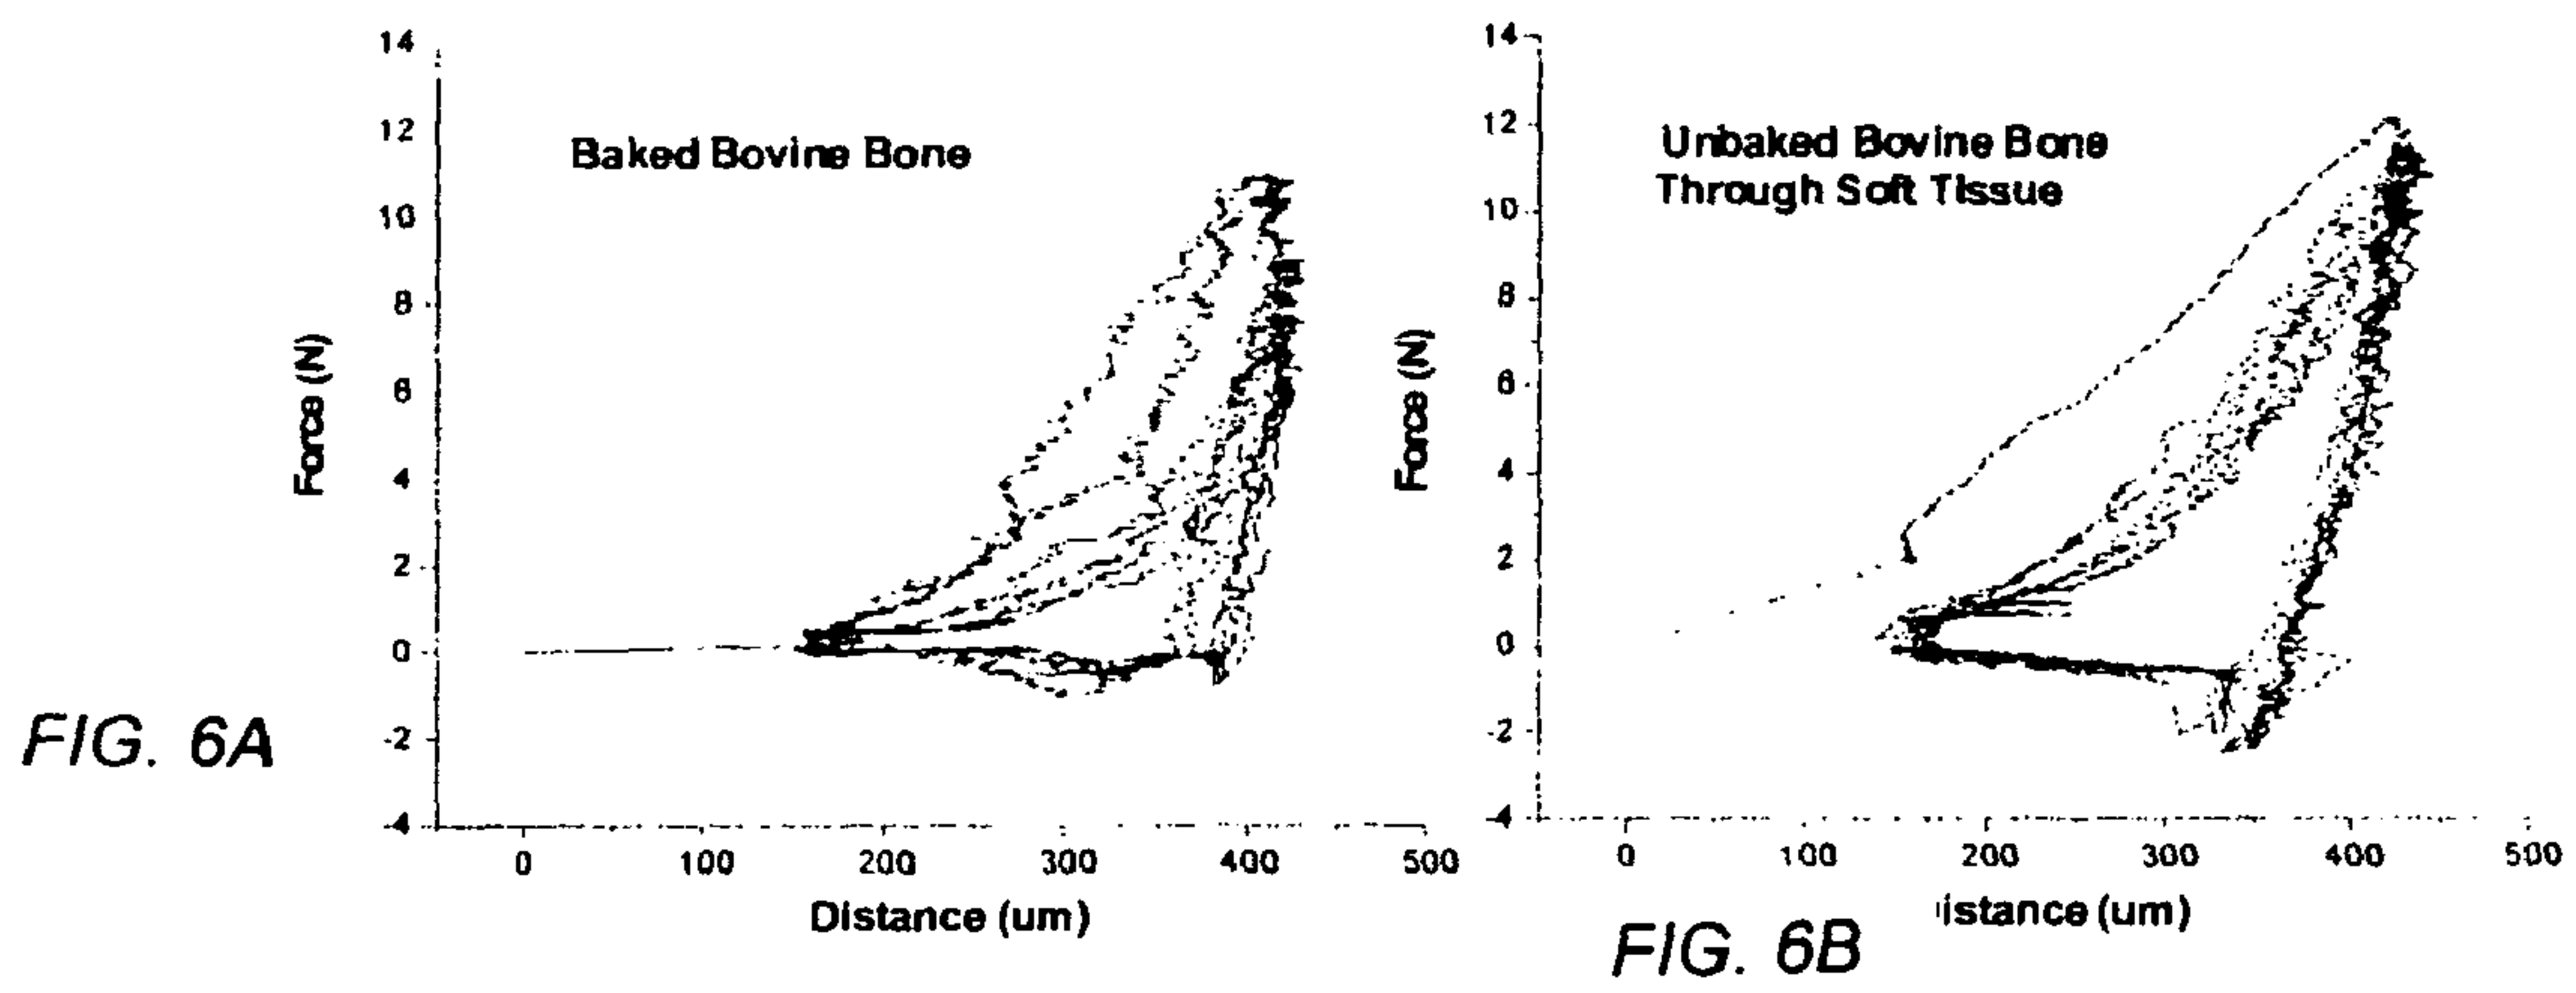 14
12
10
8
6
4
2
0
-2
-4
Force (N)
Baked Bovine Bone
0 100 200 300 400 500
Distance (um)
FIG. 6A
14
12
10
8
6
4
2
0
-2
-4
Force (N)
Unbaked Bovine Bone
Through Soft Tissue
0 100 200 300 400 500
istance (um)
FIG. 6B